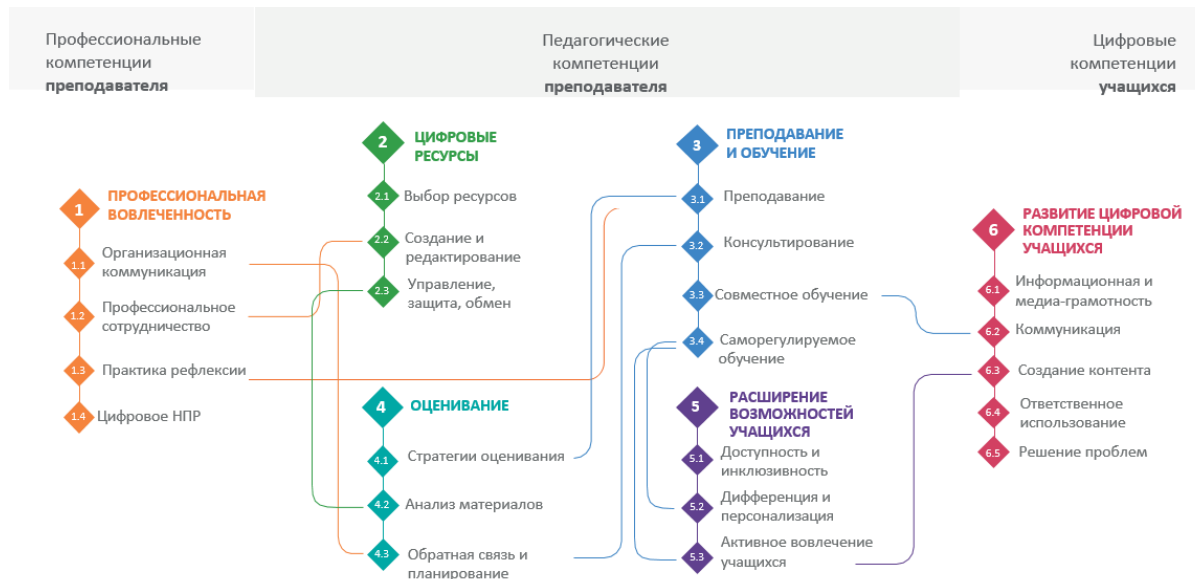 Профессиональные
компетенции
преподавателя
Педагогические
компетенции
преподавателя
Цифровые
компетенции
учащихся
1
ПРОФЕССИОНАЛЬНАЯ
ВОВЛЕЧЕННОСТЬ
1.1
Организационная
коммуникация
1.2
Профессиональное
сотрудничество
1.3
Практика рефлексии
1.4
Цифровое НПР
2
ЦИФРОВЫЕ
РЕСУРСЫ
2.1
Выбор ресурсов
2.2
Создание и
редактирование
2.3
Управление,
защита, обмен
4
ОЦЕНИВАНИЕ
4.1
Стратегии оценивания
4.2
Анализ материалов
4.3
Обратная связь и
планирование
3
ПРЕПОДАВАНИЕ
И ОБУЧЕНИЕ
3.1
Преподавание
3.2
Консультирование
3.3
Совместное обучение
3.4
Саморегулируемое
обучение
5
РАСШИРЕНИЕ
ВОЗМОЖНОСТЕЙ
УЧАЩИХСЯ
5.1
Доступность и
инклюзивность
5.2
Дифференция и
персонализация
5.3
Активное вовлечение
учащихся
6
РАЗВИТИЕ ЦИФРОВОЙ
КОМПЕТЕНЦИИ
УЧАЩИХСЯ
6.1
Информационная и
медиа-грамотность
6.2
Коммуникация
6.3
Создание контента
6.4
Ответственное
использование
6.5
Решение проблем